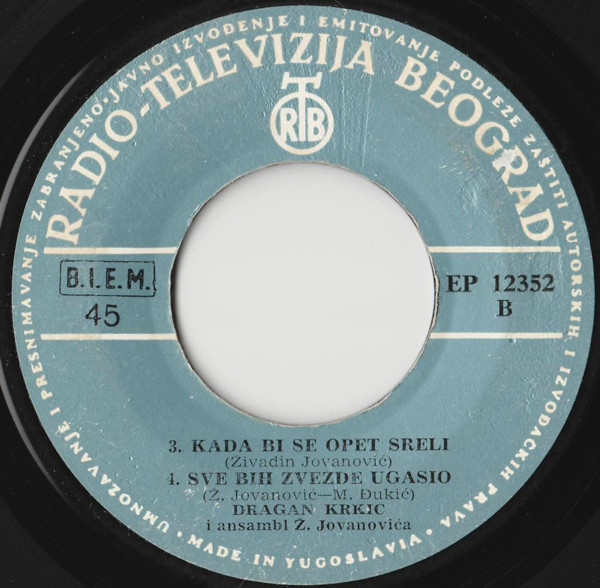 UMNOŽAVANJE I PRESNIMAVANJE ZABRANJENO·JAVNO IZVOĐENJE I EMITOVANJE PODLEŽE ZAŠTITI AUTORSKIH I IZVOĐAČKIH PRAVA·
RADIO-TELEVIZIJA BEOGRAD
RTB
B.I.E.M.
45
EP 12352
B
3. KADA BI SE OPET SRELI
(Živadin Jovanović)
4. SVE BIH ZVEZDE UGASIO
(Ž. Jovanović—M. Đukić)
DRAGAN KRKIĆ
i ansambl Ž. Jovanovića
MADE IN YUGOSLAVIA